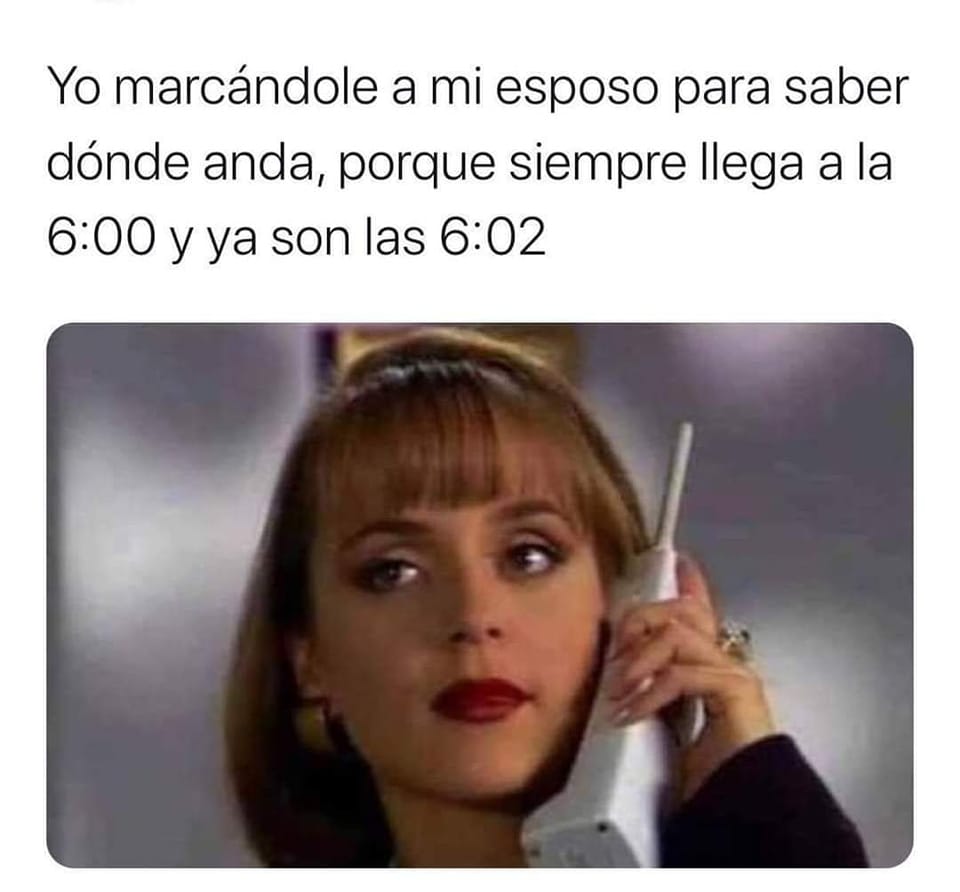 Yo marcándole a mi esposo para saber
dónde anda, porque siempre llega a la
6:00 y ya son las 6:02